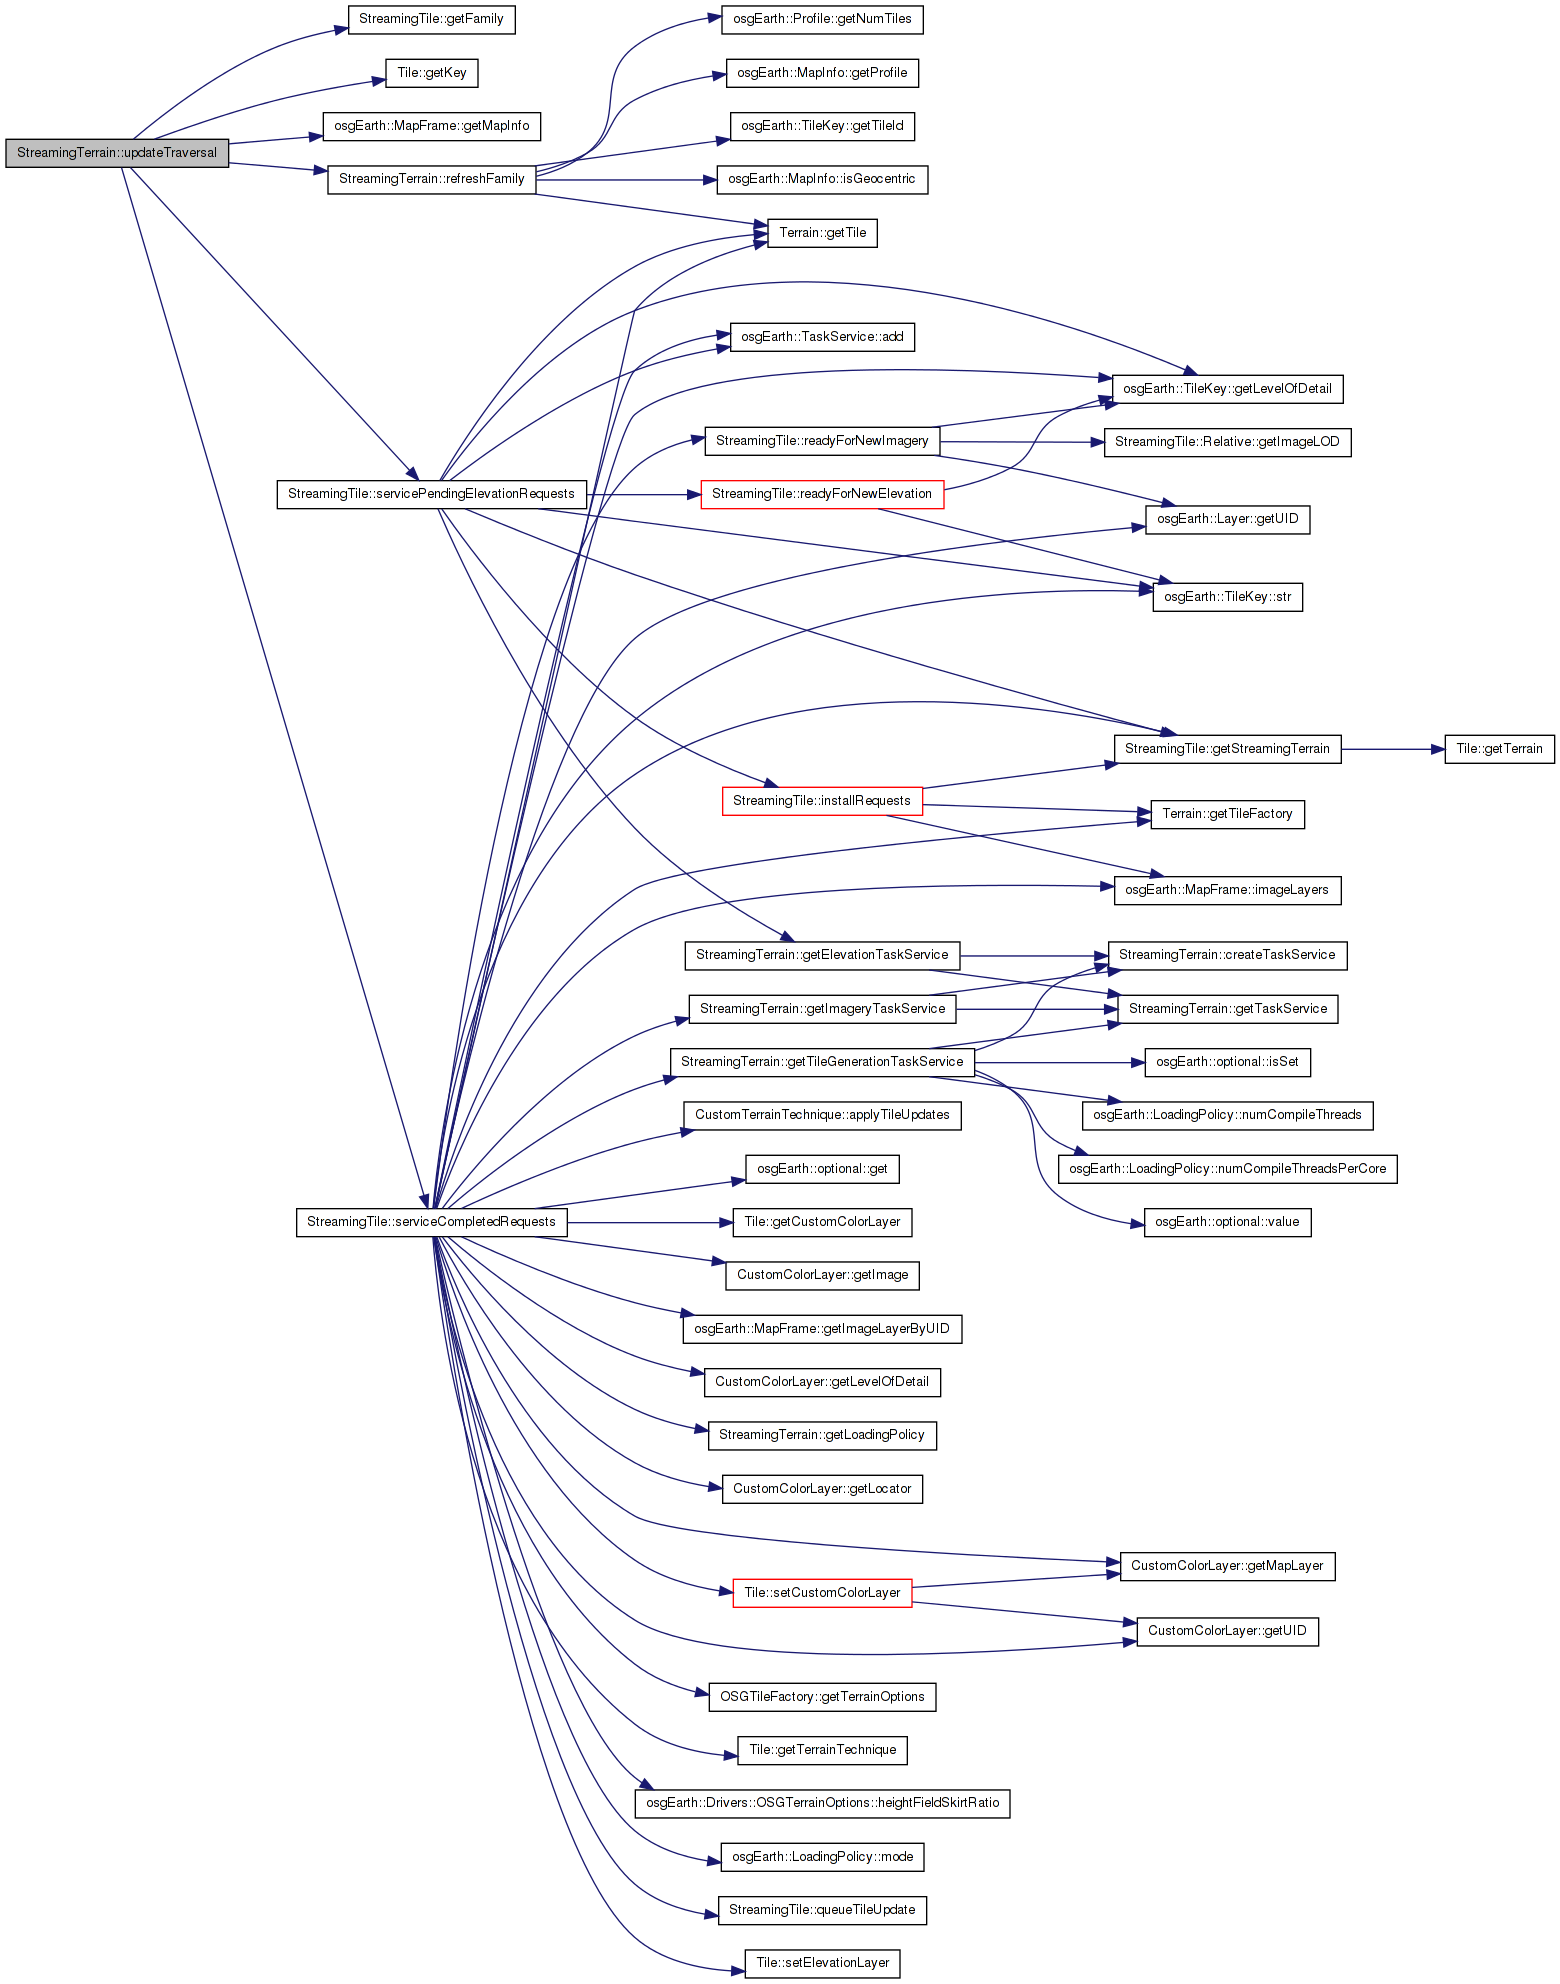 StreamingTile::getFamily
osgEarth::Profile::getNumTiles
Tile::getKey
osgEarth::MapInfo::getProfile
osgEarth::MapFrame::getMapInfo
osgEarth::TileKey::getTileId
StreamingTerrain::updateTraversal
StreamingTerrain::refreshFamily
osgEarth::MapInfo::isGeocentric
Terrain::getTile
osgEarth::TaskService::add
osgEarth::TileKey::getLevelOfDetail
StreamingTile::readyForNewImagery
StreamingTile::Relative::getImageLOD
StreamingTile::servicePendingElevationRequests
StreamingTile::readyForNewElevation
osgEarth::Layer::getUID
osgEarth::TileKey::str
StreamingTile::getStreamingTerrain
Tile::getTerrain
StreamingTile::installRequests
Terrain::getTileFactory
osgEarth::MapFrame::imageLayers
StreamingTerrain::getElevationTaskService
StreamingTerrain::createTaskService
StreamingTerrain::getImageryTaskService
StreamingTerrain::getTaskService
StreamingTerrain::getTileGenerationTaskService
osgEarth::optional::isSet
CustomTerrainTechnique::applyTileUpdates
osgEarth::LoadingPolicy::numCompileThreads
osgEarth::optional::get
osgEarth::LoadingPolicy::numCompileThreadsPerCore
StreamingTile::serviceCompletedRequests
Tile::getCustomColorLayer
osgEarth::optional::value
CustomColorLayer::getImage
osgEarth::MapFrame::getImageLayerByUID
CustomColorLayer::getLevelOfDetail
StreamingTerrain::getLoadingPolicy
CustomColorLayer::getLocator
CustomColorLayer::getMapLayer
Tile::setCustomColorLayer
CustomColorLayer::getUID
OSGTileFactory::getTerrainOptions
Tile::getTerrainTechnique
osgEarth::Drivers::OSGTerrainOptions::heightFieldSkirtRatio
osgEarth::LoadingPolicy::mode
StreamingTile::queueTileUpdate
Tile::setElevationLayer